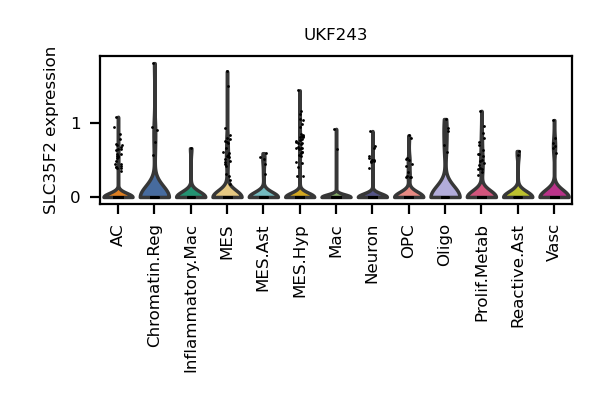 UKF243
SLC35F2 expression
1
0
AC
Chromatin.Reg
Inflammatory.Mac
MES
MES.Ast
MES.Hyp
Mac
Neuron
OPC
Oligo
Prolif.Metab
Reactive.Ast
Vasc